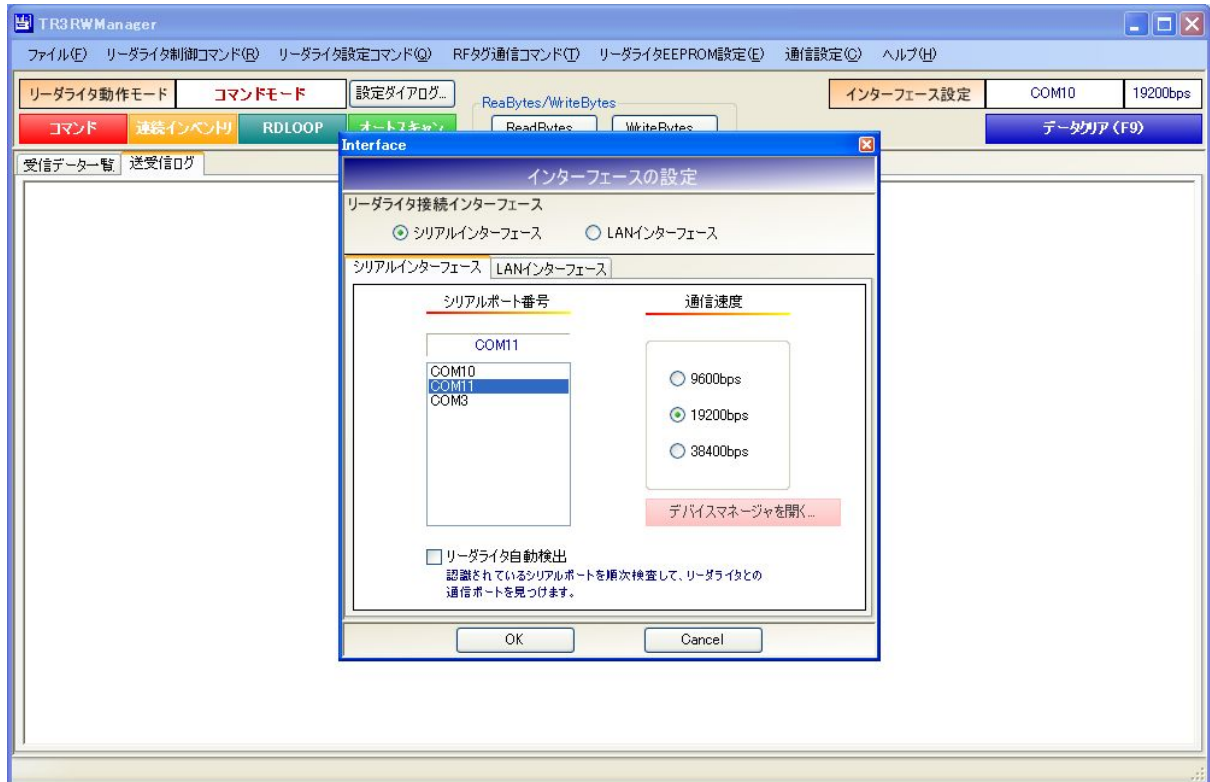 TR3RWManager
ファイル(F) リーダライタ制御コマンド(R) リーダライタ設定コマンド(Q) RFタグ通信コマンド(T) リーダライタEEPROM設定(E) 通信設定(C) ヘルプ(H)
リーダライタ動作モード コマンドモード 設定ダイアログ... ReaBytes/WriteBytes インターフェース設定 COM10 19200bps
コマンド 連続インベントリ RDLOOP オートスキャン ReadBytes WriteBytes データクリア(F9)
受信データ一覧 送受信ログ
Interface
インターフェースの設定
リーダライタ接続インターフェース
シリアルインターフェース LANインターフェース
シリアルインターフェース LANインターフェース
シリアルポート番号 通信速度
COM11
COM10
COM11
COM3
9600bps
19200bps
38400bps
デバイスマネージャを開く...
リーダライタ自動検出
認識されているシリアルポートを順次検査して、リーダライタとの
通信ポートを見つけます。
OK Cancel